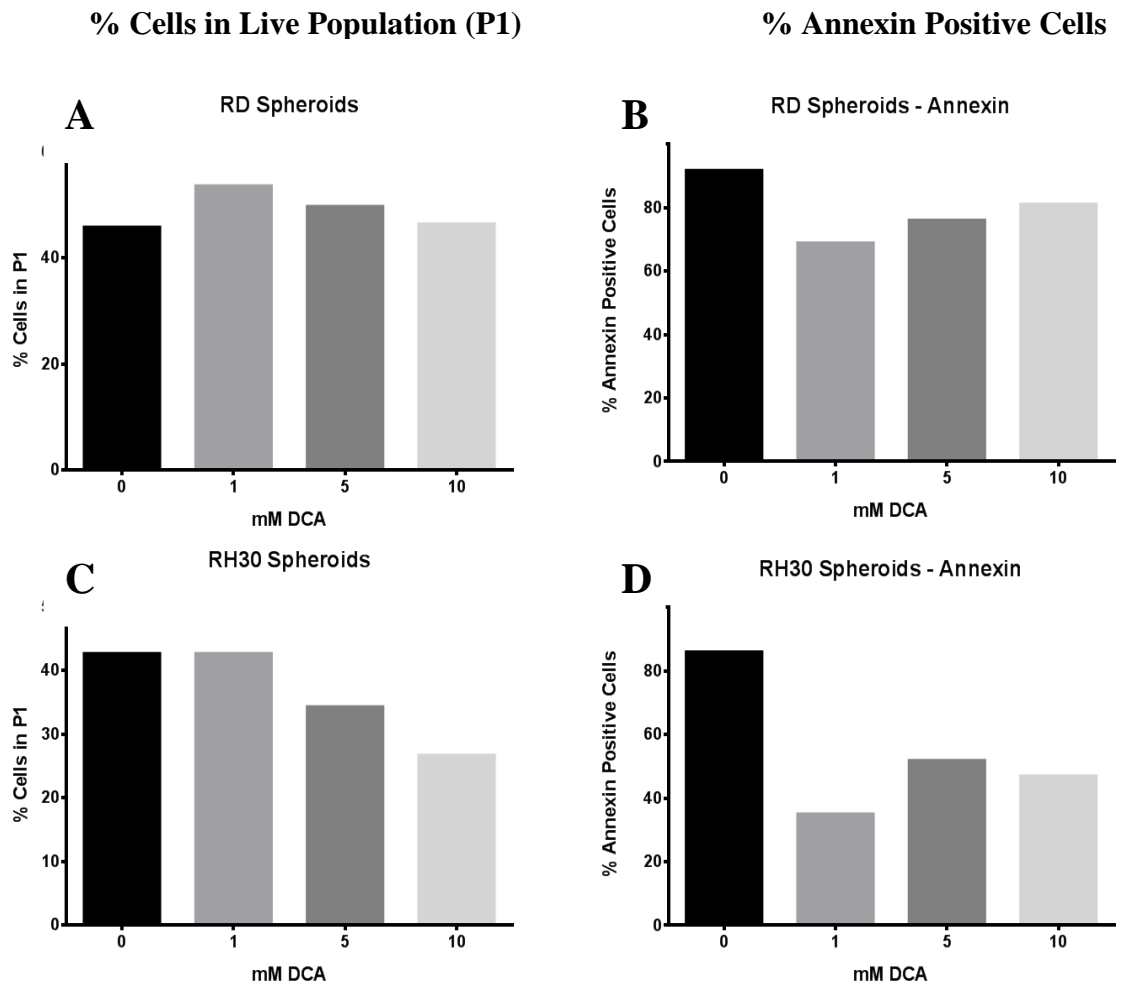 % Cells in Live Population (P1)
% Annexin Positive Cells
A
RD Spheroids
% Cells in P1
40
20
0
0 1 5 10
mM DCA
B
RD Spheroids - Annexin
% Annexin Positive Cells
80
60
40
20
0
0 1 5 10
mM DCA
C
RH30 Spheroids
% Cells in P1
40
30
20
10
0
0 1 5 10
mM DCA
D
RH30 Spheroids - Annexin
% Annexin Positive Cells
80
60
40
20
0
0 1 5 10
mM DCA